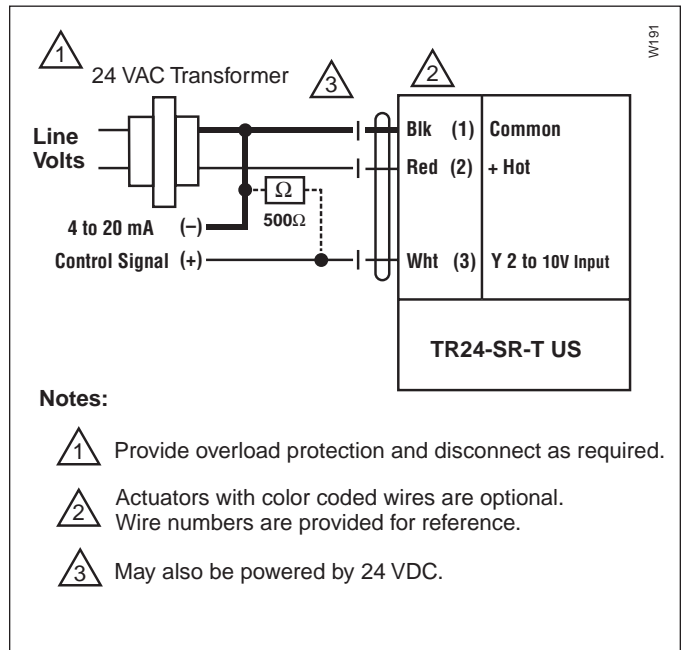 W191
1
24 VAC Transformer
3
2
Line
Volts
Blk (1) Common
Red (2) + Hot
Ω
500Ω
4 to 20 mA (–)
Control Signal (+)
Wht (3) Y 2 to 10V Input
TR24-SR-T US
Notes:
1 Provide overload protection and disconnect as required.
2 Actuators with color coded wires are optional.
Wire numbers are provided for reference.
3 May also be powered by 24 VDC.